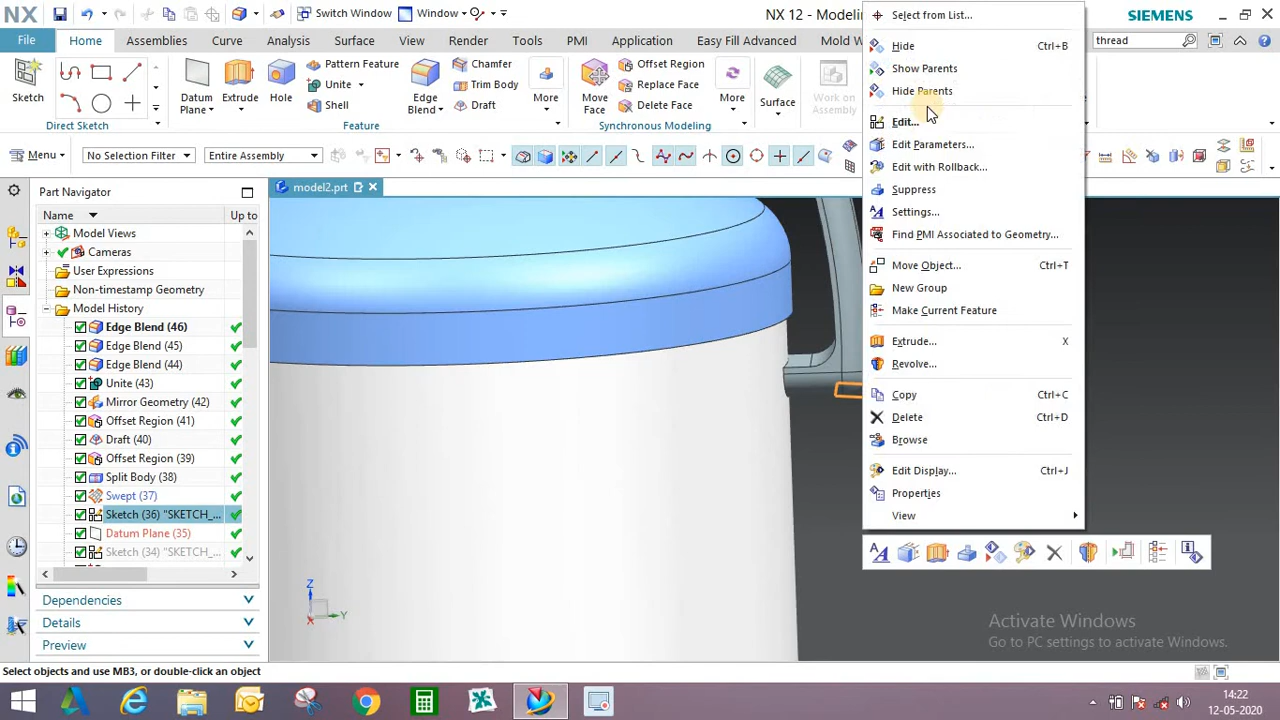 NX
Switch Window
Window
NX 12 - Modeli
SIEMENS
File
Home
Assemblies
Curve
Analysis
Surface
View
Render
Tools
PMI
Application
Easy Fill Advanced
Mold W
thread
Sketch
Direct Sketch
Datum
Plane
Extrude
Hole
Pattern Feature
Unite
Shell
Chamfer
Trim Body
Draft
Edge
Blend
More
Feature
Move
Face
Offset Region
Replace Face
Delete Face
More
Synchronous Modeling
Surface
Work on
Assembly
Menu
No Selection Filter
Entire Assembly
Part Navigator
model2.prt
Name
Up to
Model Views
Cameras
User Expressions
Non-timestamp Geometry
Model History
Edge Blend (46)
Edge Blend (45)
Edge Blend (44)
Unite (43)
Mirror Geometry (42)
Offset Region (41)
Draft (40)
Offset Region (39)
Split Body (38)
Swept (37)
Sketch (36) "SKETCH_...
Datum Plane (35)
Sketch (34) "SKETCH_...
Dependencies
Details
Preview
Select from List...
Hide Ctrl+B
Show Parents
Hide Parents
Edit...
Edit Parameters...
Edit with Rollback...
Suppress
Settings...
Find PMI Associated to Geometry...
Move Object... Ctrl+T
New Group
Make Current Feature
Extrude... X
Revolve...
Copy Ctrl+C
Delete Ctrl+D
Browse
Edit Display... Ctrl+J
Properties
View
Z
Y
X
Activate Windows
Go to PC settings to activate Windows.
Select objects and use MB3, or double-click an object
14:22
12-05-2020